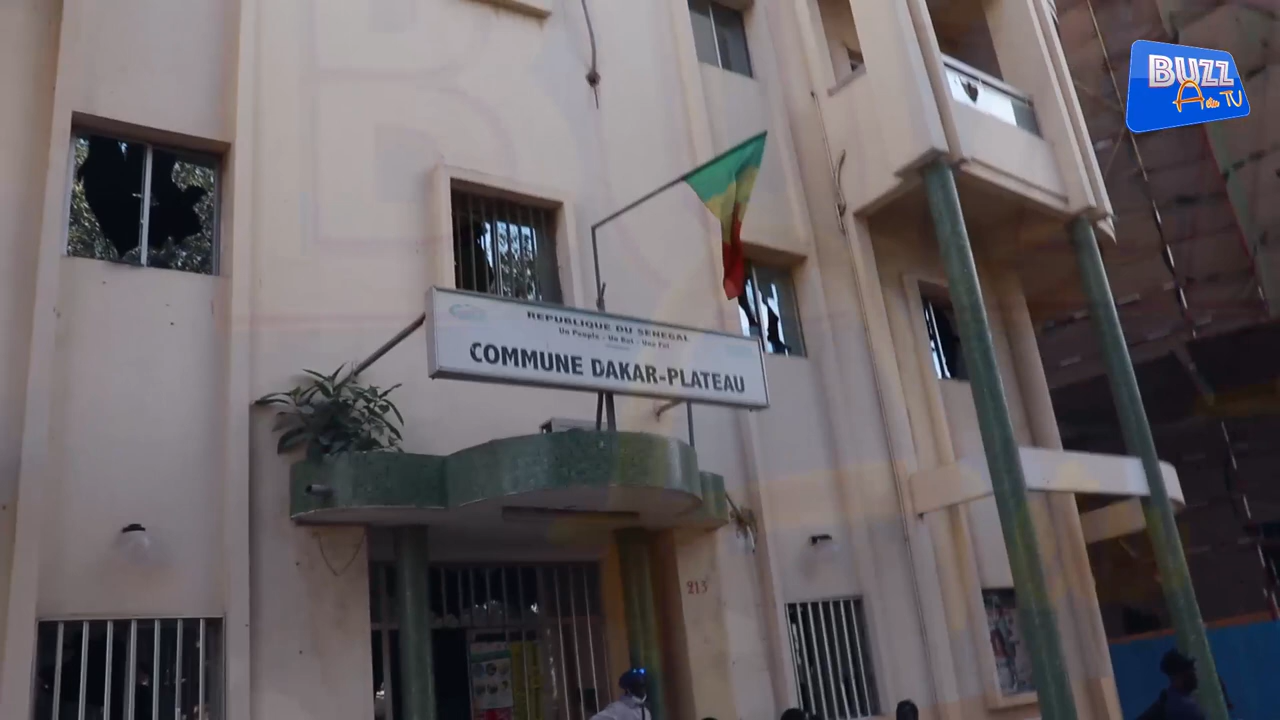 BUZZ
TV
REPUBLIQUE DU SENEGAL
Un Peuple - Un But - Une Foi
COMMUNE DAKAR-PLATEAU
213